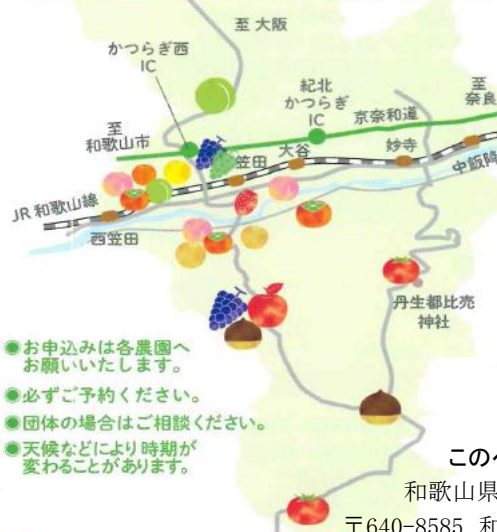 至 大阪
かつらぎ西
IC
紀北
かつらぎ
IC
至
奈良
京奈和道
至
和歌山市
笠田
大谷
妙寺
中飯降
JR 和歌山線
西笠田
丹生都比売
神社
●お申込みは各農園へ
お願いいたします。
●必ずご予約ください。
●団体の場合はご相談ください。
●天候などにより時期が
変わることがあります。
この
和歌山県
〒640-8585 和